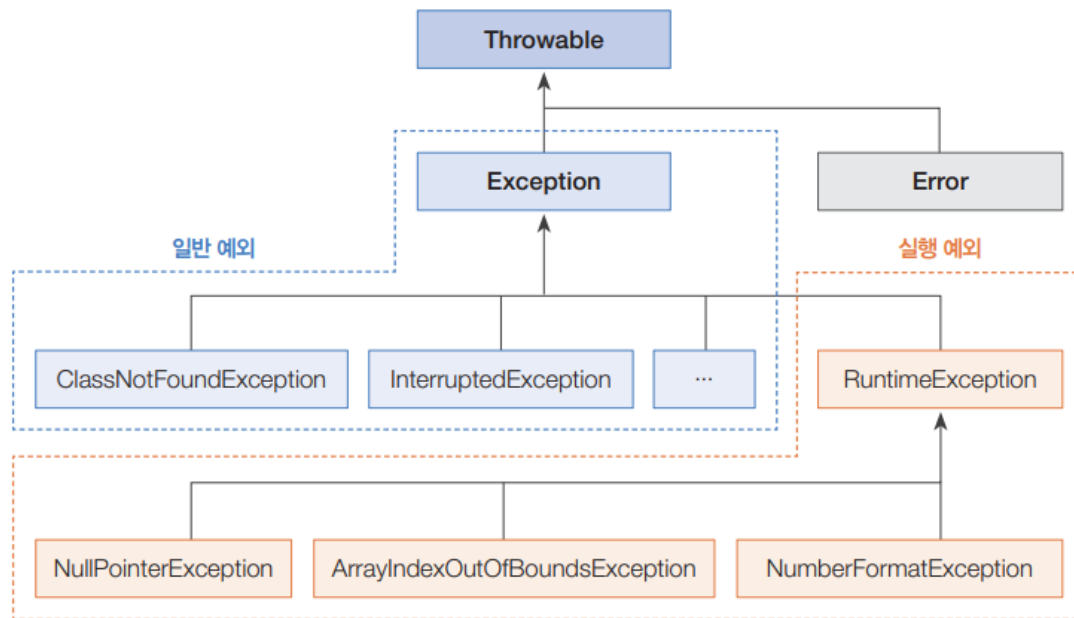 Throwable
Exception
Error
일반 예외
실행 예외
ClassNotFoundException
InterruptedException
...
RuntimeException
NullPointerException
ArrayIndexOutOfBoundsException
NumberFormatException